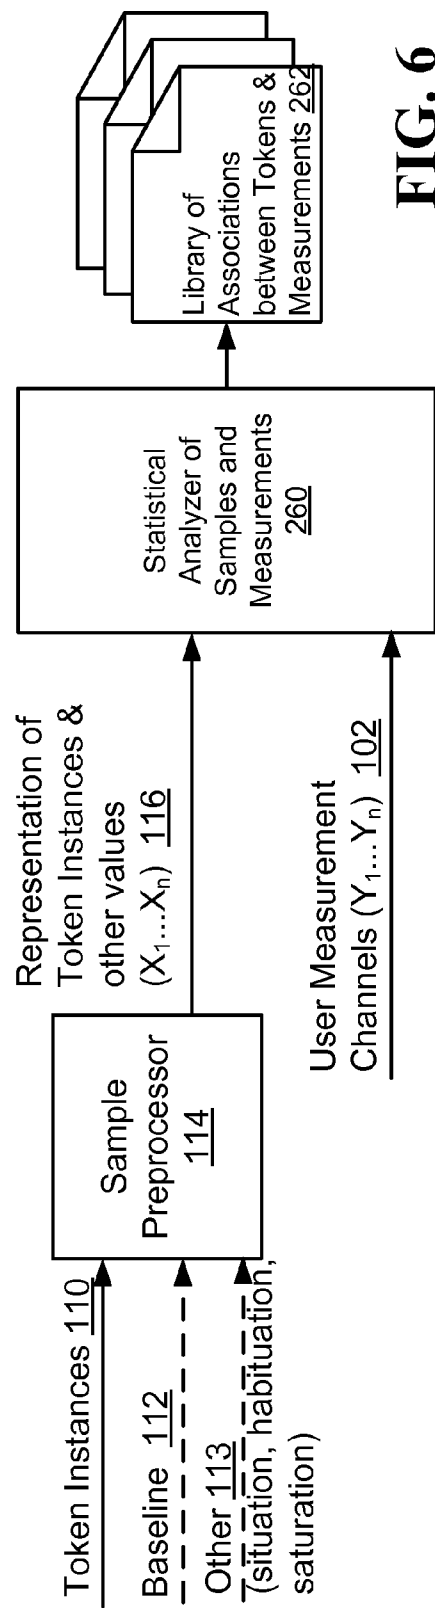 Token Instances 110
Baseline 112
Other 113
(situation, habituation,
saturation)
Sample
Preprocessor
114
Representation of
Token Instances &
other values
(X₁...Xₙ) 116
User Measurement
Channels (Y₁...Yₙ) 102
Statistical
Analyzer of
Samples and
Measurements
260
Library of
Associations
between Tokens &
Measurements 262
FIG. 6